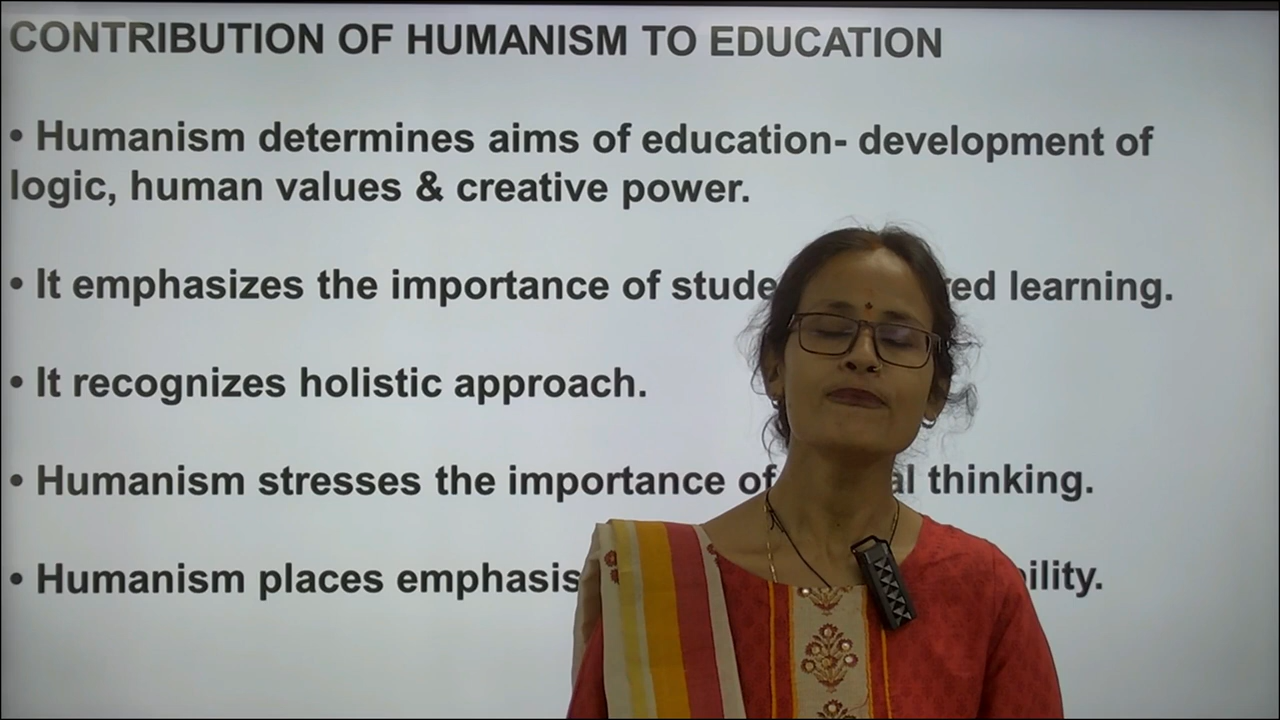 CONTRIBUTION OF HUMANISM TO EDUCATION
• Humanism determines aims of education- development of
logic, human values & creative power.
• It emphasizes the importance of learning.
• It recognizes holistic approach.
• Humanism stresses the importance of thinking.
• Humanism places emphasis